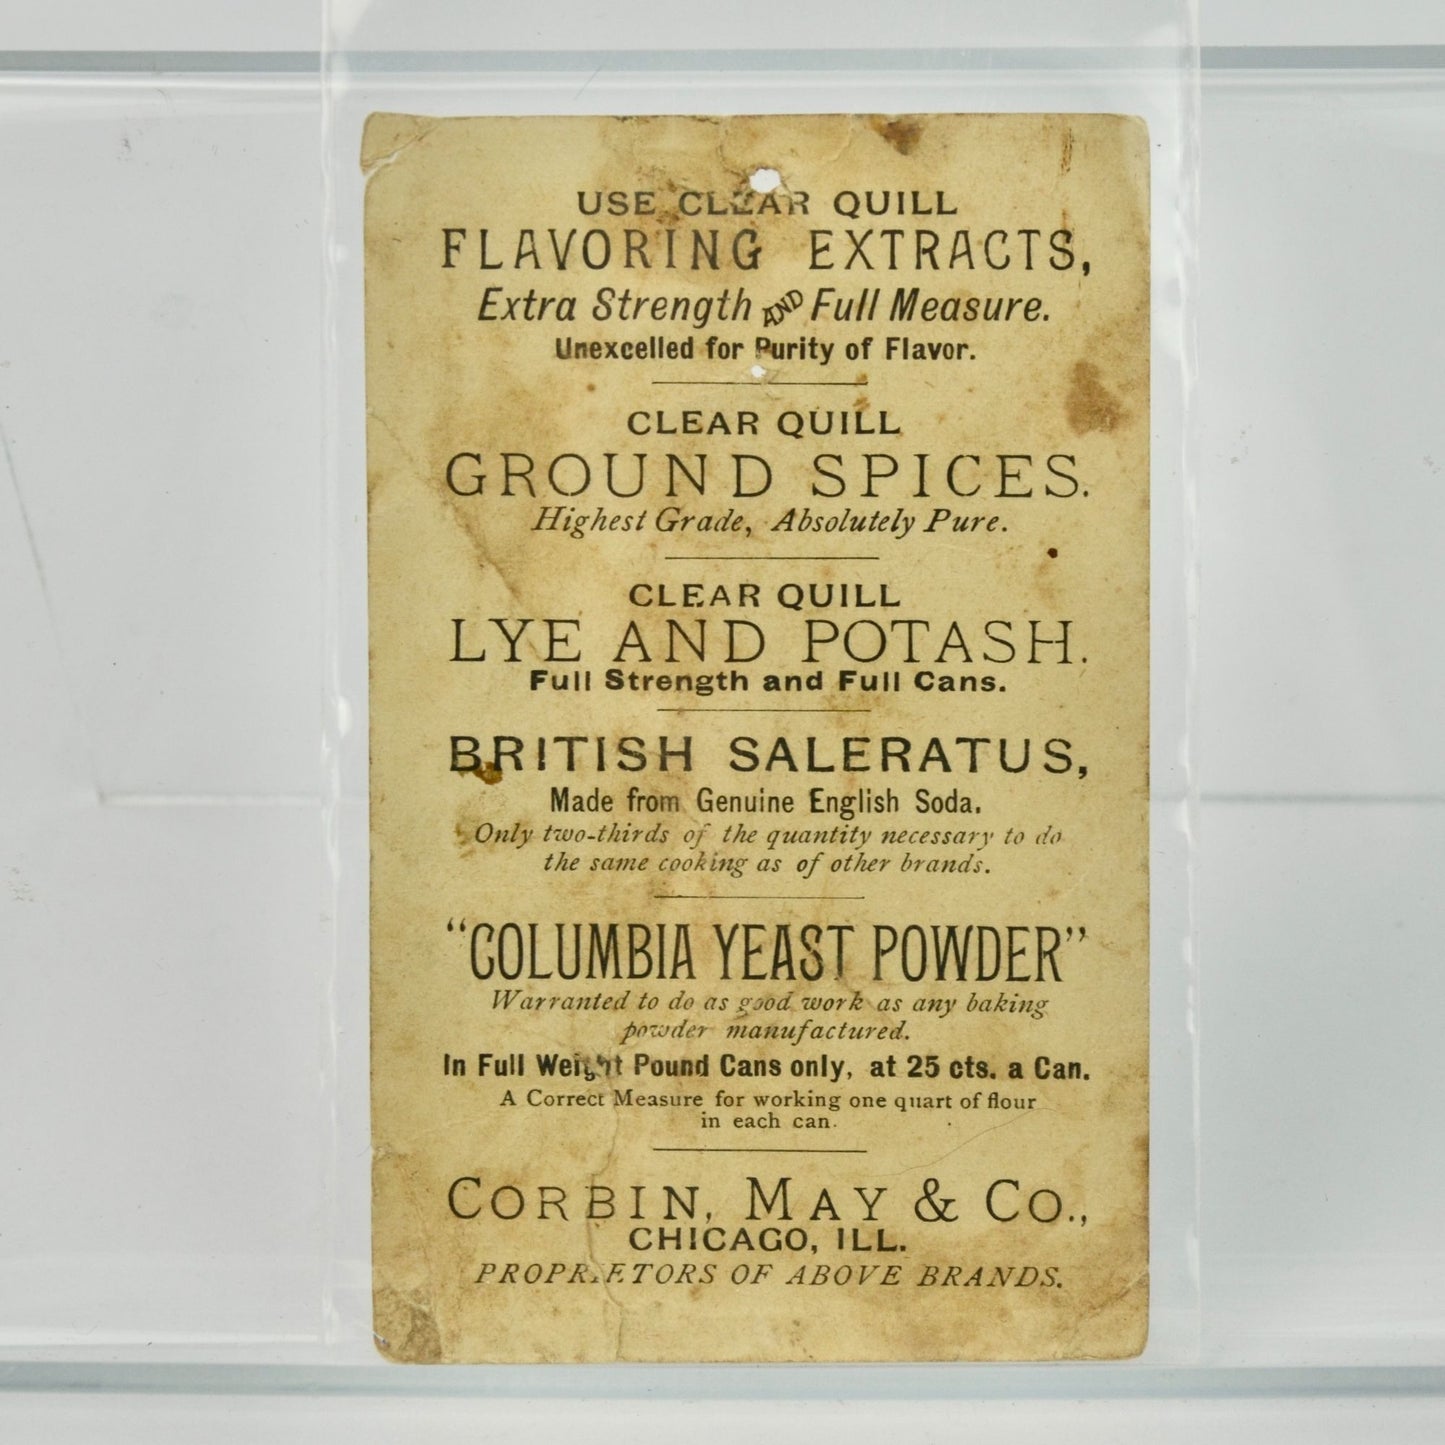 USE CLEAR QUILL
FLAVORING EXTRACTS,
Extra Strength AND Full Measure.
Unexcelled for Purity of Flavor.
CLEAR QUILL
GROUND SPICES.
Highest Grade, Absolutely Pure.
CLEAR QUILL
LYE AND POTASH.
Full Strength and Full Cans.
BRITISH SALERATUS,
Made from Genuine English Soda.
Only two-thirds of the quantity necessary to do
the same cooking as of other brands.
"COLUMBIA YEAST POWDER"
Warranted to do as good work as any baking
powder manufactured.
In Full Weight Pound Cans only, at 25 cts. a Can.
A Correct Measure for working one quart of flour
in each can.
CORBIN, MAY & CO.,
CHICAGO, ILL.
PROPRIETORS OF ABOVE BRANDS.